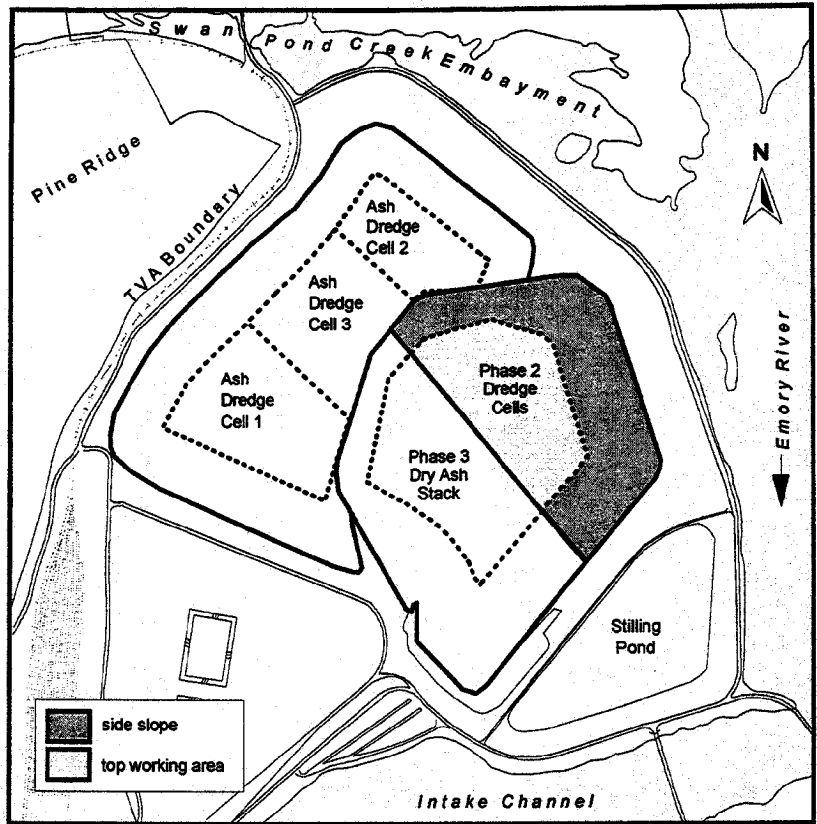 Swan Pond Creek Embayment
Pine Ridge
TVA Boundary
N
Ash
Dredge
Cell 2
Ash
Dredge
Cell 3
Ash
Dredge
Cell 1
Phase 2
Dredge
Cells
Phase 3
Dry Ash
Stack
Emory River
Stilling
Pond
side slope
top working area
Intake Channel